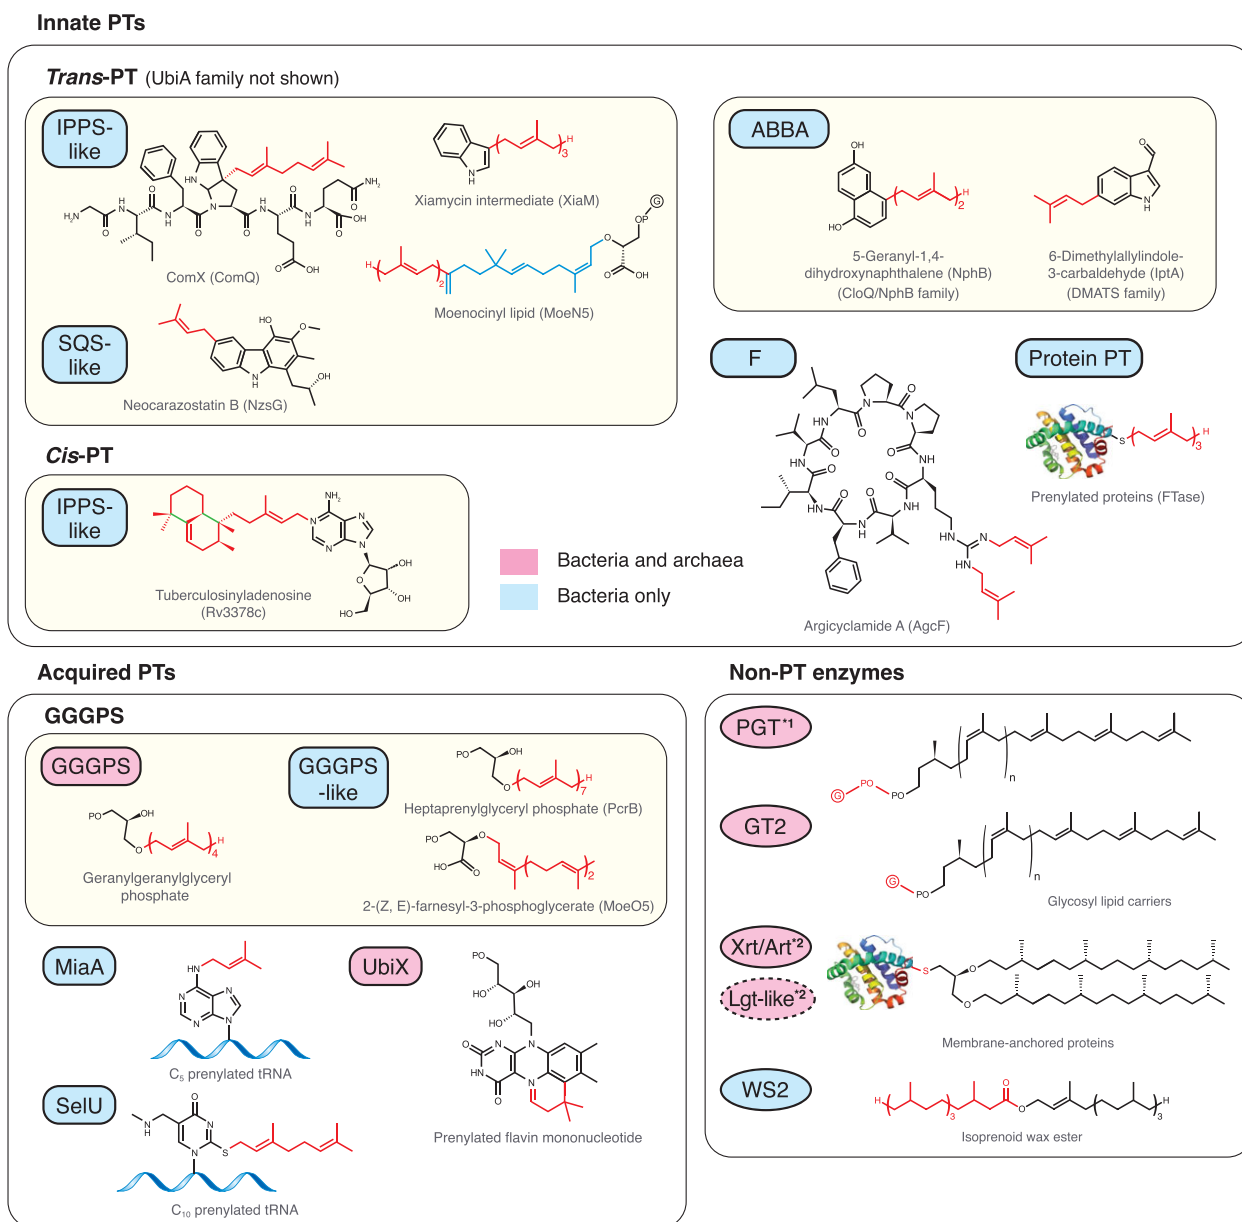 Innate PTs
Trans-PT (UbiA family not shown)
IPPS-
like
ComX (ComQ)
Xiamycin intermediate (XiaM)
Moenocinyl lipid (MoeN5)
SQS-
like
Neocarazostatin B (NzsG)
ABBA
5-Geranyl-1,4-
dihydroxynaphthalene (NphB)
(CloQ/NphB family)
6-Dimethylallylindole-
3-carbaldehyde (IptA)
(DMATS family)
F
Argicyclamide A (AgcF)
Protein PT
Prenylated proteins (FTase)
Cis-PT
IPPS-
like
Tuberculosinyladenosine
(Rv3378c)
Bacteria and archaea
Bacteria only
Acquired PTs
GGGPS
GGGPS
Geranylgeranylglyceryl
phosphate
GGGPS
-like
Heptaprenylglyceryl phosphate (PcrB)
2-(Z, E)-farnesyl-3-phosphoglycerate (MoeO5)
MiaA
C5 prenylated tRNA
UbiX
Prenylated flavin mononucleotide
SelU
C10 prenylated tRNA
Non-PT enzymes
PGT*1
GT2
Glycosyl lipid carriers
Xrt/Art*2
Lgt-like*2
Membrane-anchored proteins
WS2
Isoprenoid wax ester